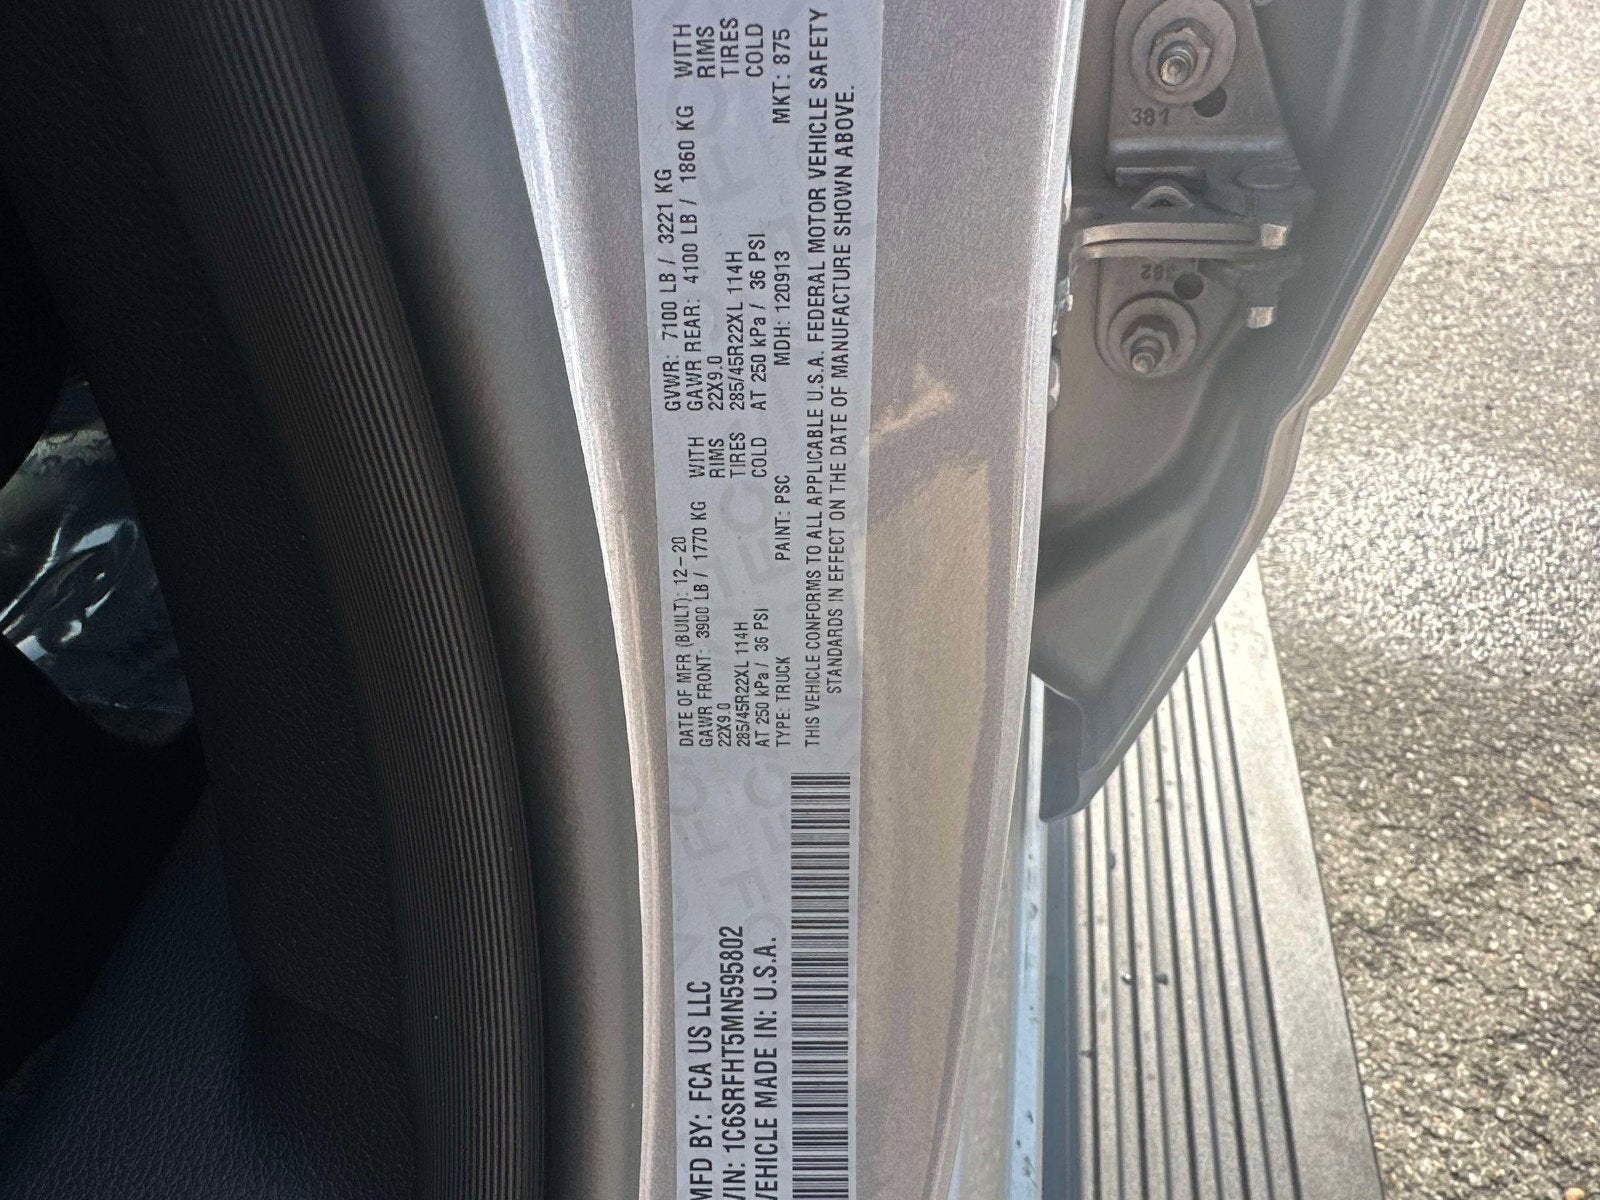 MFD BY: FCA US LLC
VIN: 1C6SRFHT5MN595802
VEHICLE MADE IN: U.S.A.
DATE OF MFR (BUILT): 12-20
GAWR FRONT: 3900 LB / 1770 KG WITH
22X9.0 RIMS
285/45R22XL 114H TIRES
AT 250 kPa / 36 PSI COLD
GVWR: 7100 LB / 3221 KG
GAWR REAR: 4100 LB / 1860 KG WITH
22X9.0 RIMS
285/45R22XL 114H TIRES
AT 250 kPa / 36 PSI COLD
TYPE: TRUCK PAINT: PSC MDH: 120913 MKT: 875
THIS VEHICLE CONFORMS TO ALL APPLICABLE U.S.A. FEDERAL MOTOR VEHICLE SAFETY
STANDARDS IN EFFECT ON THE DATE OF MANUFACTURE SHOWN ABOVE.
381
382